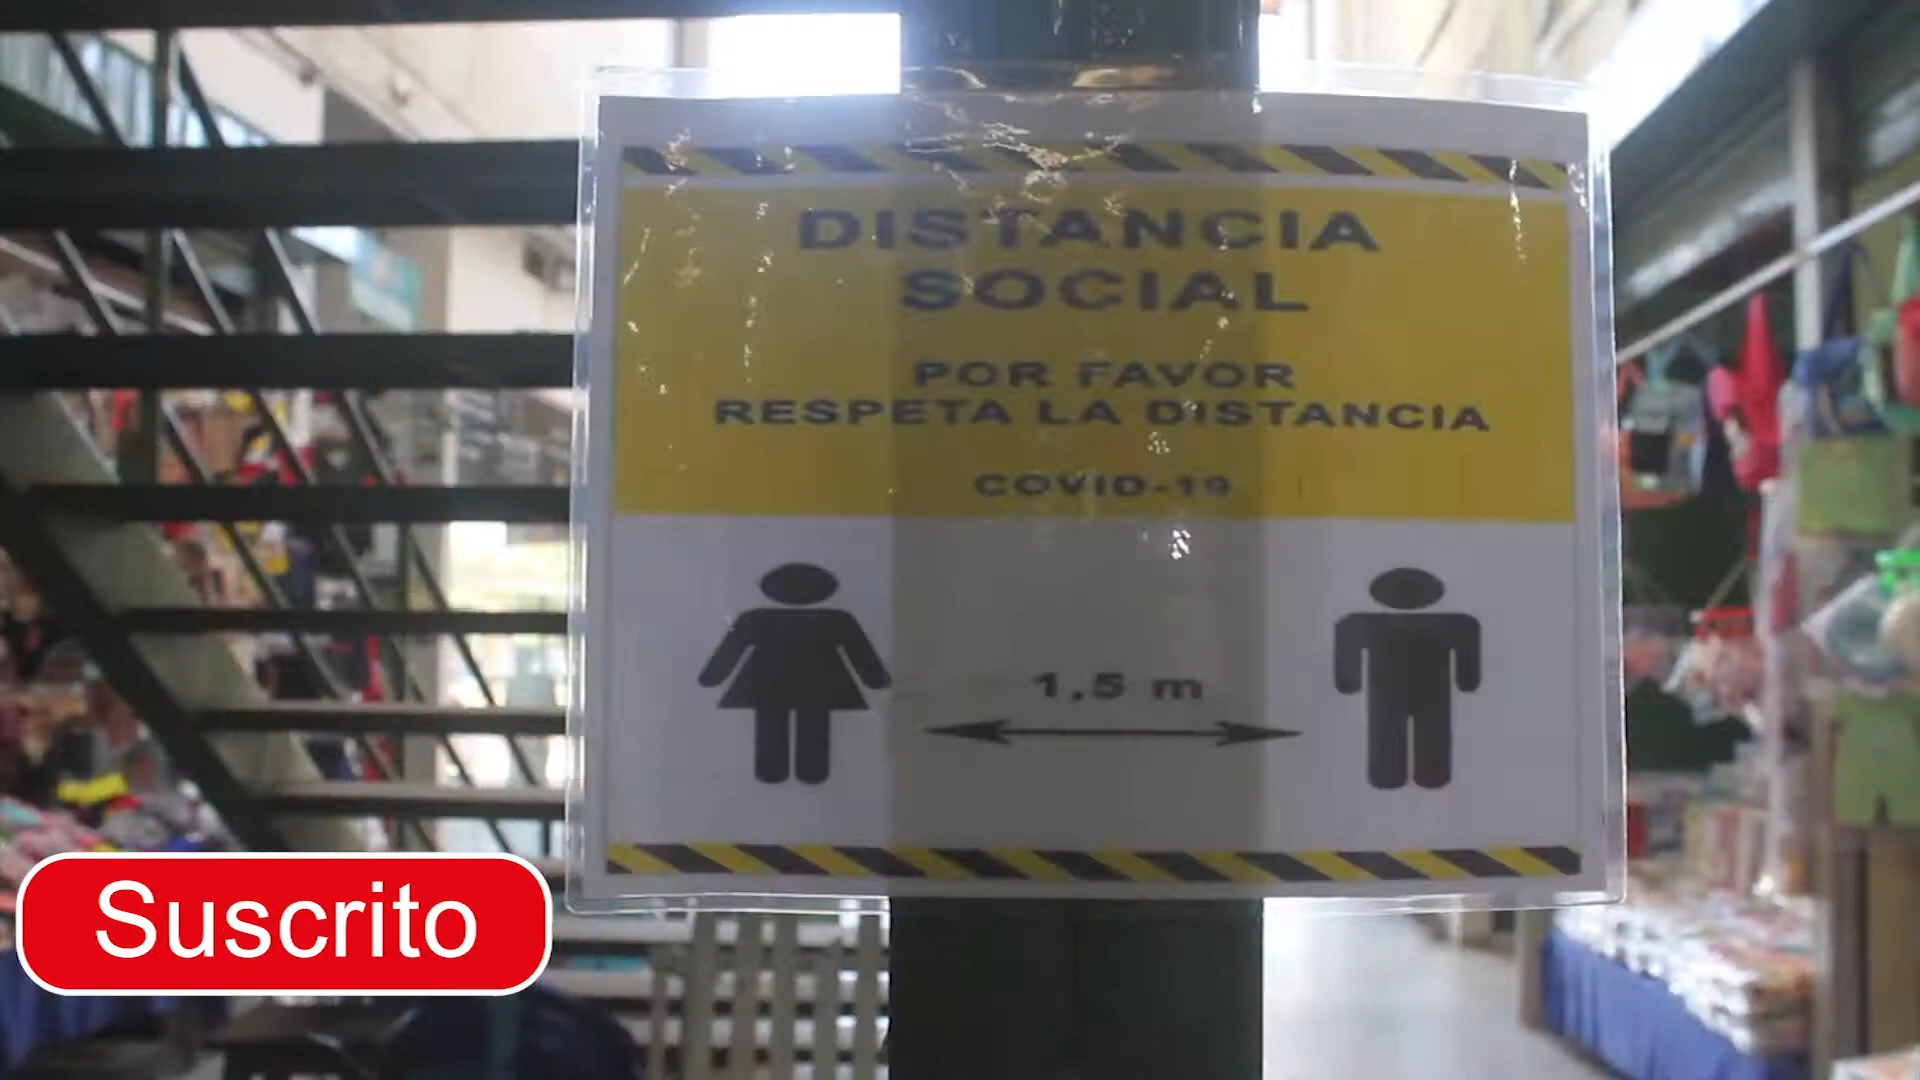 DISTANCIA
SOCIAL
POR FAVOR
RESPETA LA DISTANCIA
COVID-19
1,5 m
Suscrito